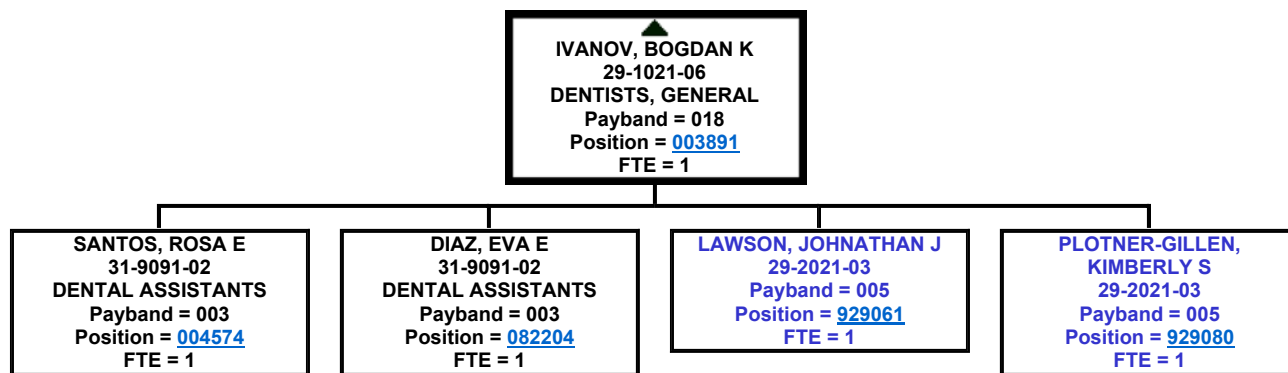 IVANOV, BOGDAN K
29-1021-06
DENTISTS, GENERAL
Payband = 018
Position = 003891
FTE = 1
SANTOS, ROSA E
31-9091-02
DENTAL ASSISTANTS
Payband = 003
Position = 004574
FTE = 1
DIAZ, EVA E
31-9091-02
DENTAL ASSISTANTS
Payband = 003
Position = 082204
FTE = 1
LAWSON, JOHNATHAN J
29-2021-03
Payband = 005
Position = 929061
FTE = 1
PLOTNER-GILLEN,
KIMBERLY S
29-2021-03
Payband = 005
Position = 929080
FTE = 1